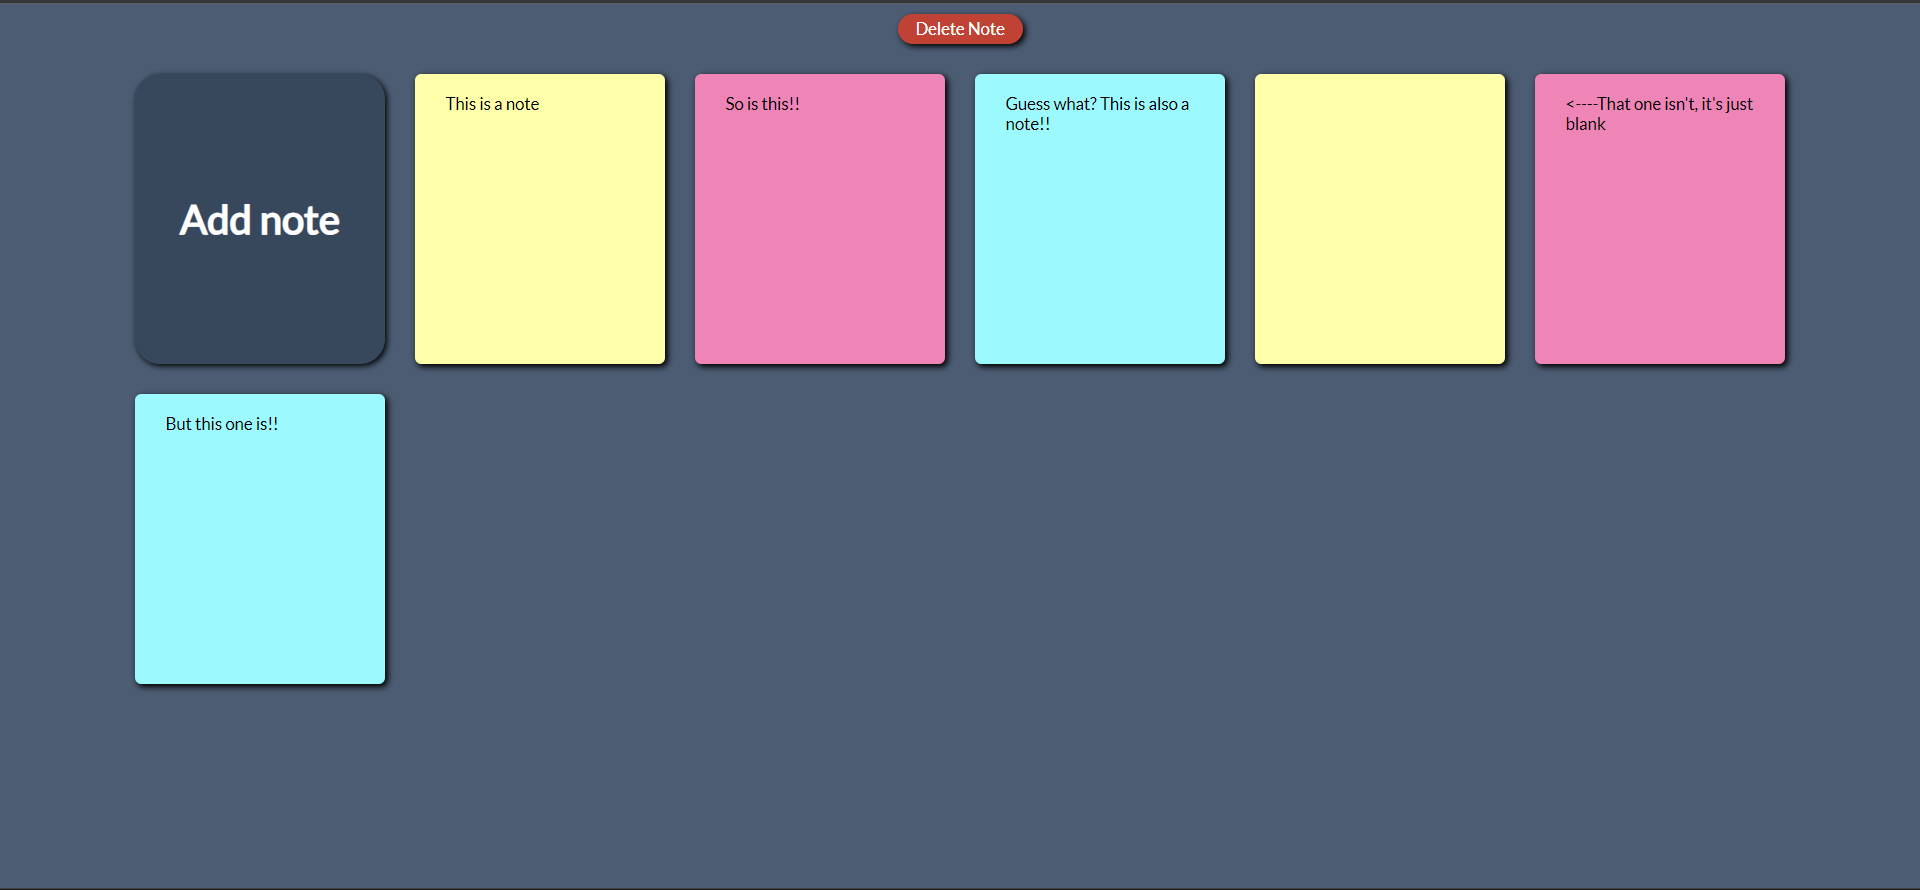 Delete Note
Add note
This is a note
So is this!!
Guess what? This is also a
note!!
<----That one isn't, it's just
blank
But this one is!!